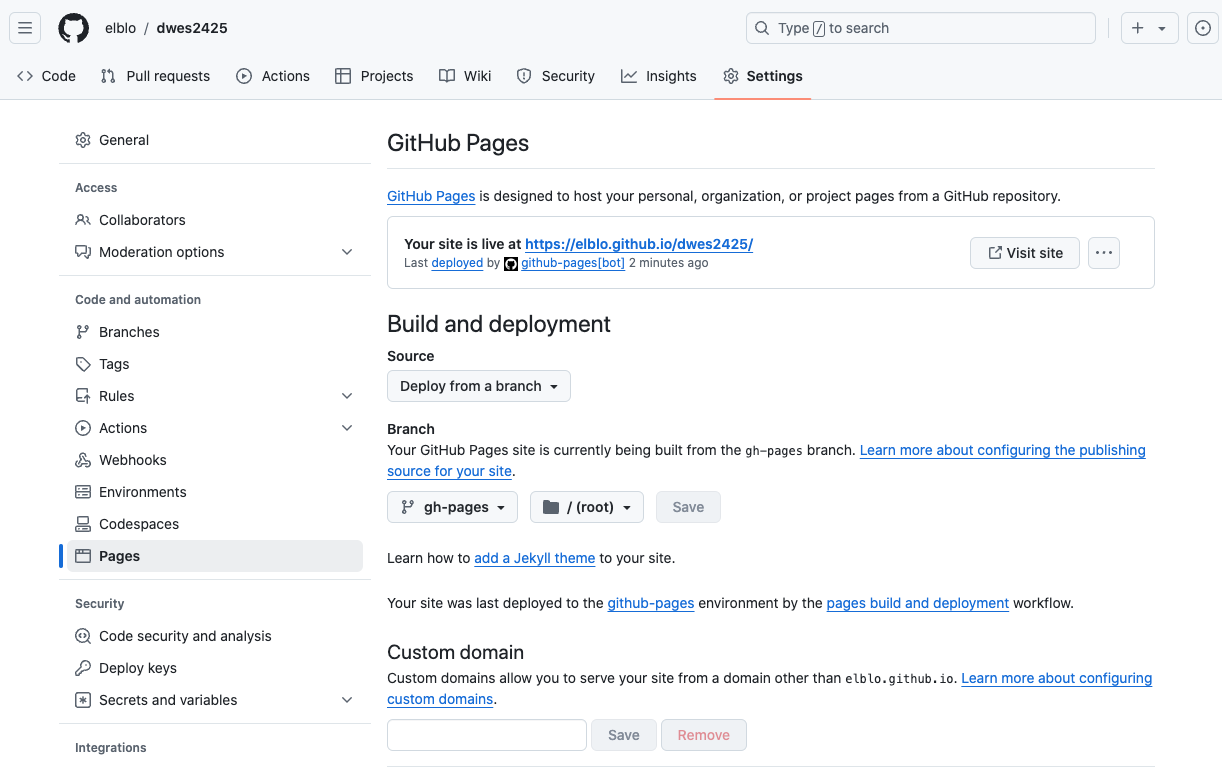 elblo / dwes2425
Type / to search
Code Pull requests Actions Projects Wiki Security Insights Settings
General
Access
Collaborators
Moderation options
Code and automation
Branches
Tags
Rules
Actions
Webhooks
Environments
Codespaces
Pages
Security
Code security and analysis
Deploy keys
Secrets and variables
Integrations
GitHub Pages
GitHub Pages is designed to host your personal, organization, or project pages from a GitHub repository.
Your site is live at https://elblo.github.io/dwes2425/
Last deployed by github-pages[bot] 2 minutes ago
Visit site
Build and deployment
Source
Deploy from a branch
Branch
Your GitHub Pages site is currently being built from the gh-pages branch. Learn more about configuring the publishing
source for your site.
gh-pages / (root) Save
Learn how to add a Jekyll theme to your site.
Your site was last deployed to the github-pages environment by the pages build and deployment workflow.
Custom domain
Custom domains allow you to serve your site from a domain other than elblo.github.io. Learn more about configuring
custom domains.
Save Remove